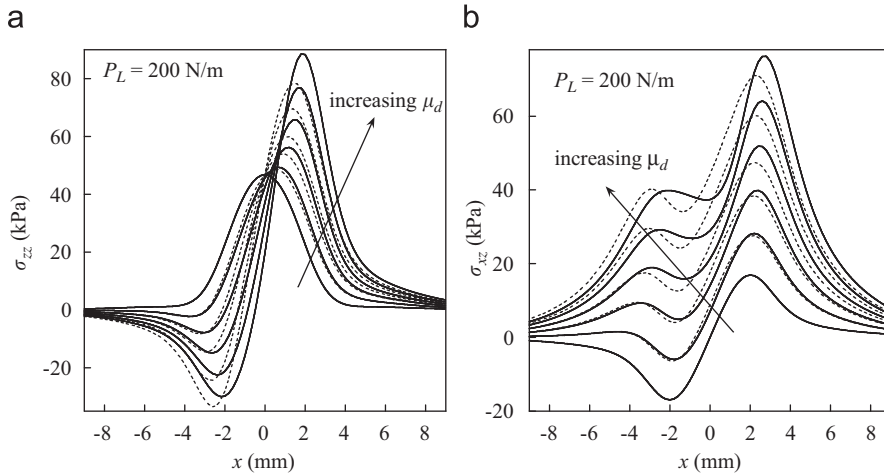 a
P_L = 200 N/m
increasing μ_d
80
60
40
20
0
-20
σ_zz (kPa)
-8 -6 -4 -2 0 2 4 6 8
x (mm)
b
P_L = 200 N/m
increasing μ_d
60
40
20
0
-20
σ_xz (kPa)
-8 -6 -4 -2 0 2 4 6 8
x (mm)